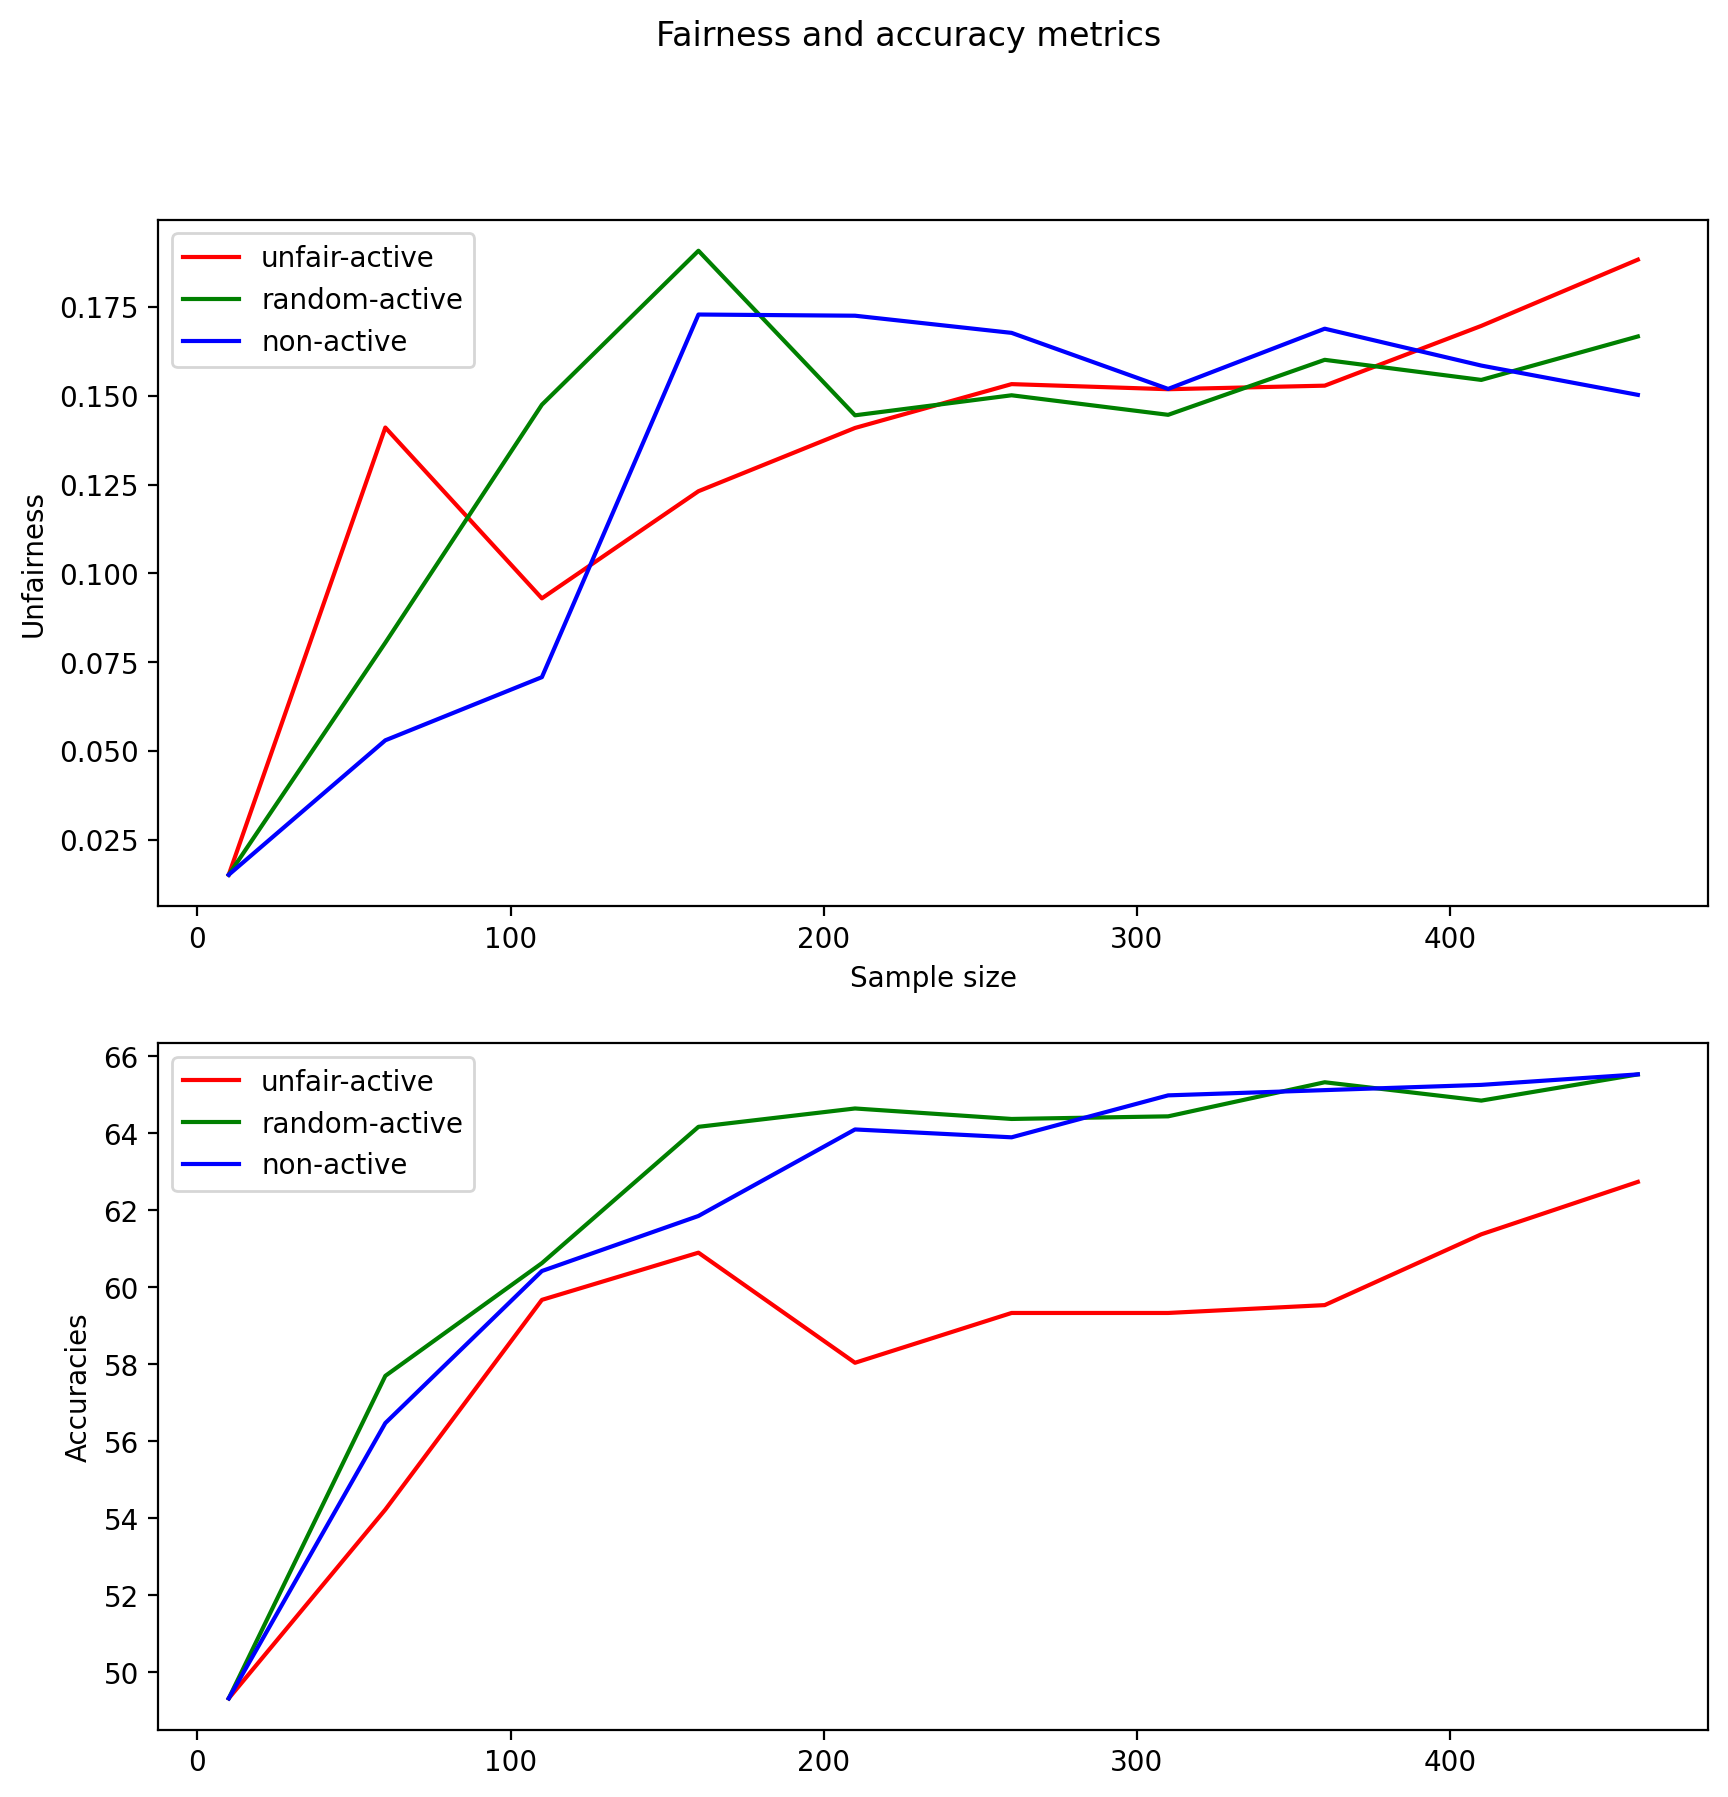 Fairness and accuracy metrics
unfair-active
random-active
non-active
0.175
0.150
0.125
0.100
0.075
0.050
0.025
Unfairness
0 100 200 300 400
Sample size
66
64
62
60
58
56
54
52
50
unfair-active
random-active
non-active
Accuracies
0 100 200 300 400